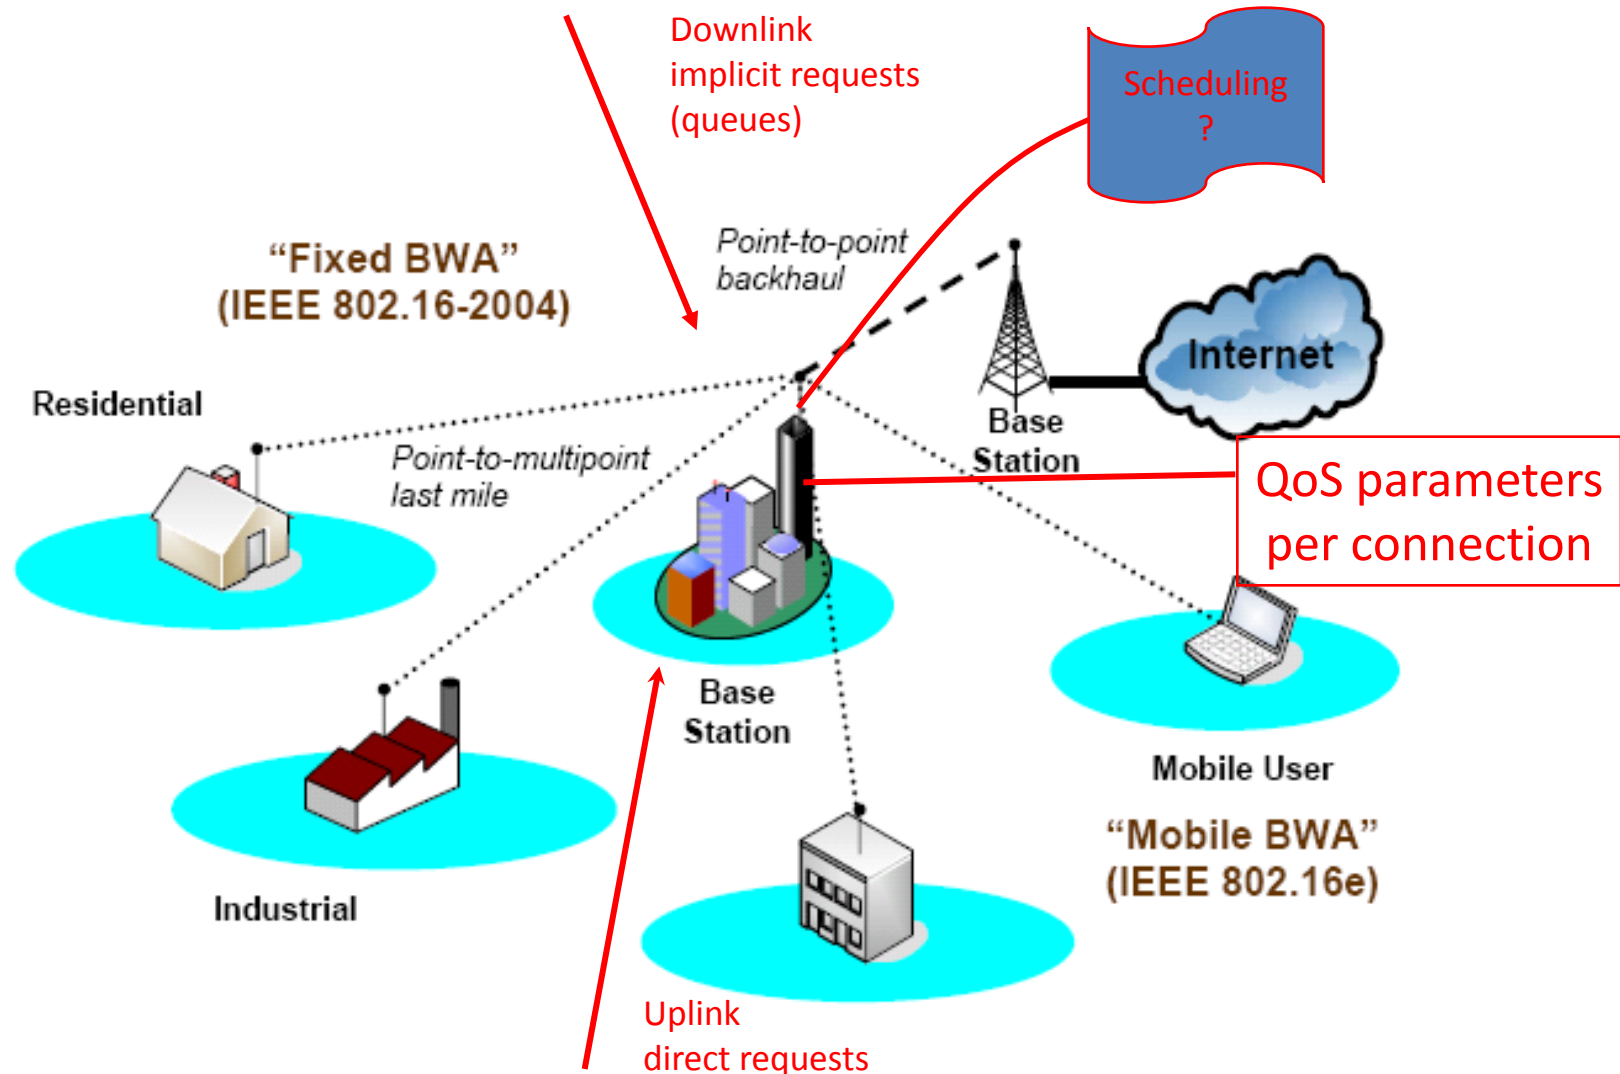 Downlink
implicit requests
(queues)
Scheduling
?
Point-to-point
backhaul
“Fixed BWA”
(IEEE 802.16-2004)
Internet
Residential
Base
Station
Point-to-multipoint
last mile
QoS parameters
per connection
Base
Station
Mobile User
“Mobile BWA”
(IEEE 802.16e)
Industrial
Uplink
direct requests